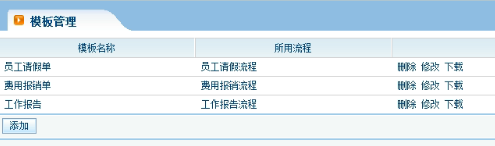 模板管理
模板名称 所用流程
员工请假单 员工请假流程 删除 修改 下载
费用报销单 费用报销流程 删除 修改 下载
工作报告 工作报告流程 删除 修改 下载
添加